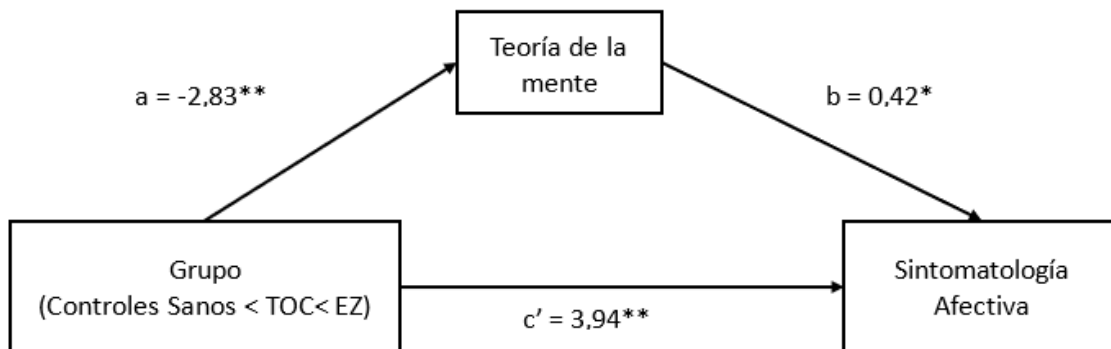 Teoría de la
mente
a = -2,83**
b = 0,42*
Grupo
(Controles Sanos < TOC< EZ)
c’ = 3,94**
Sintomatología
Afectiva